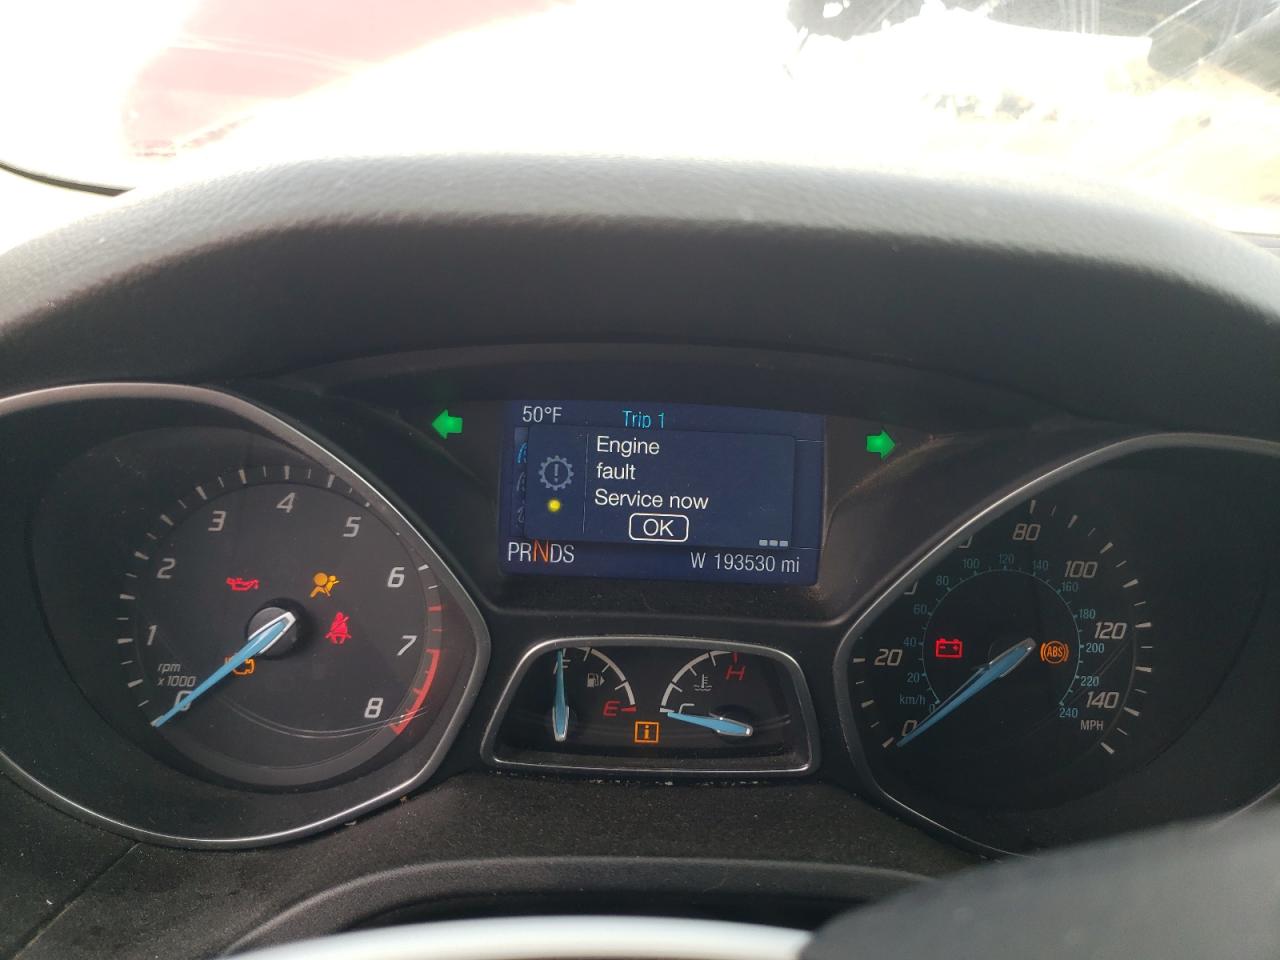 50°F Trip 1
Engine
fault
Service now
OK
PRNDS W 193530 mi
0 1 2 3 4 5 6 7 8
rpm
x1000
F E
C H
i
0 20 80 100 120 140
MPH
km/h
0 20 40 60 80 100 120 140 160 180 200 220 240
ABS